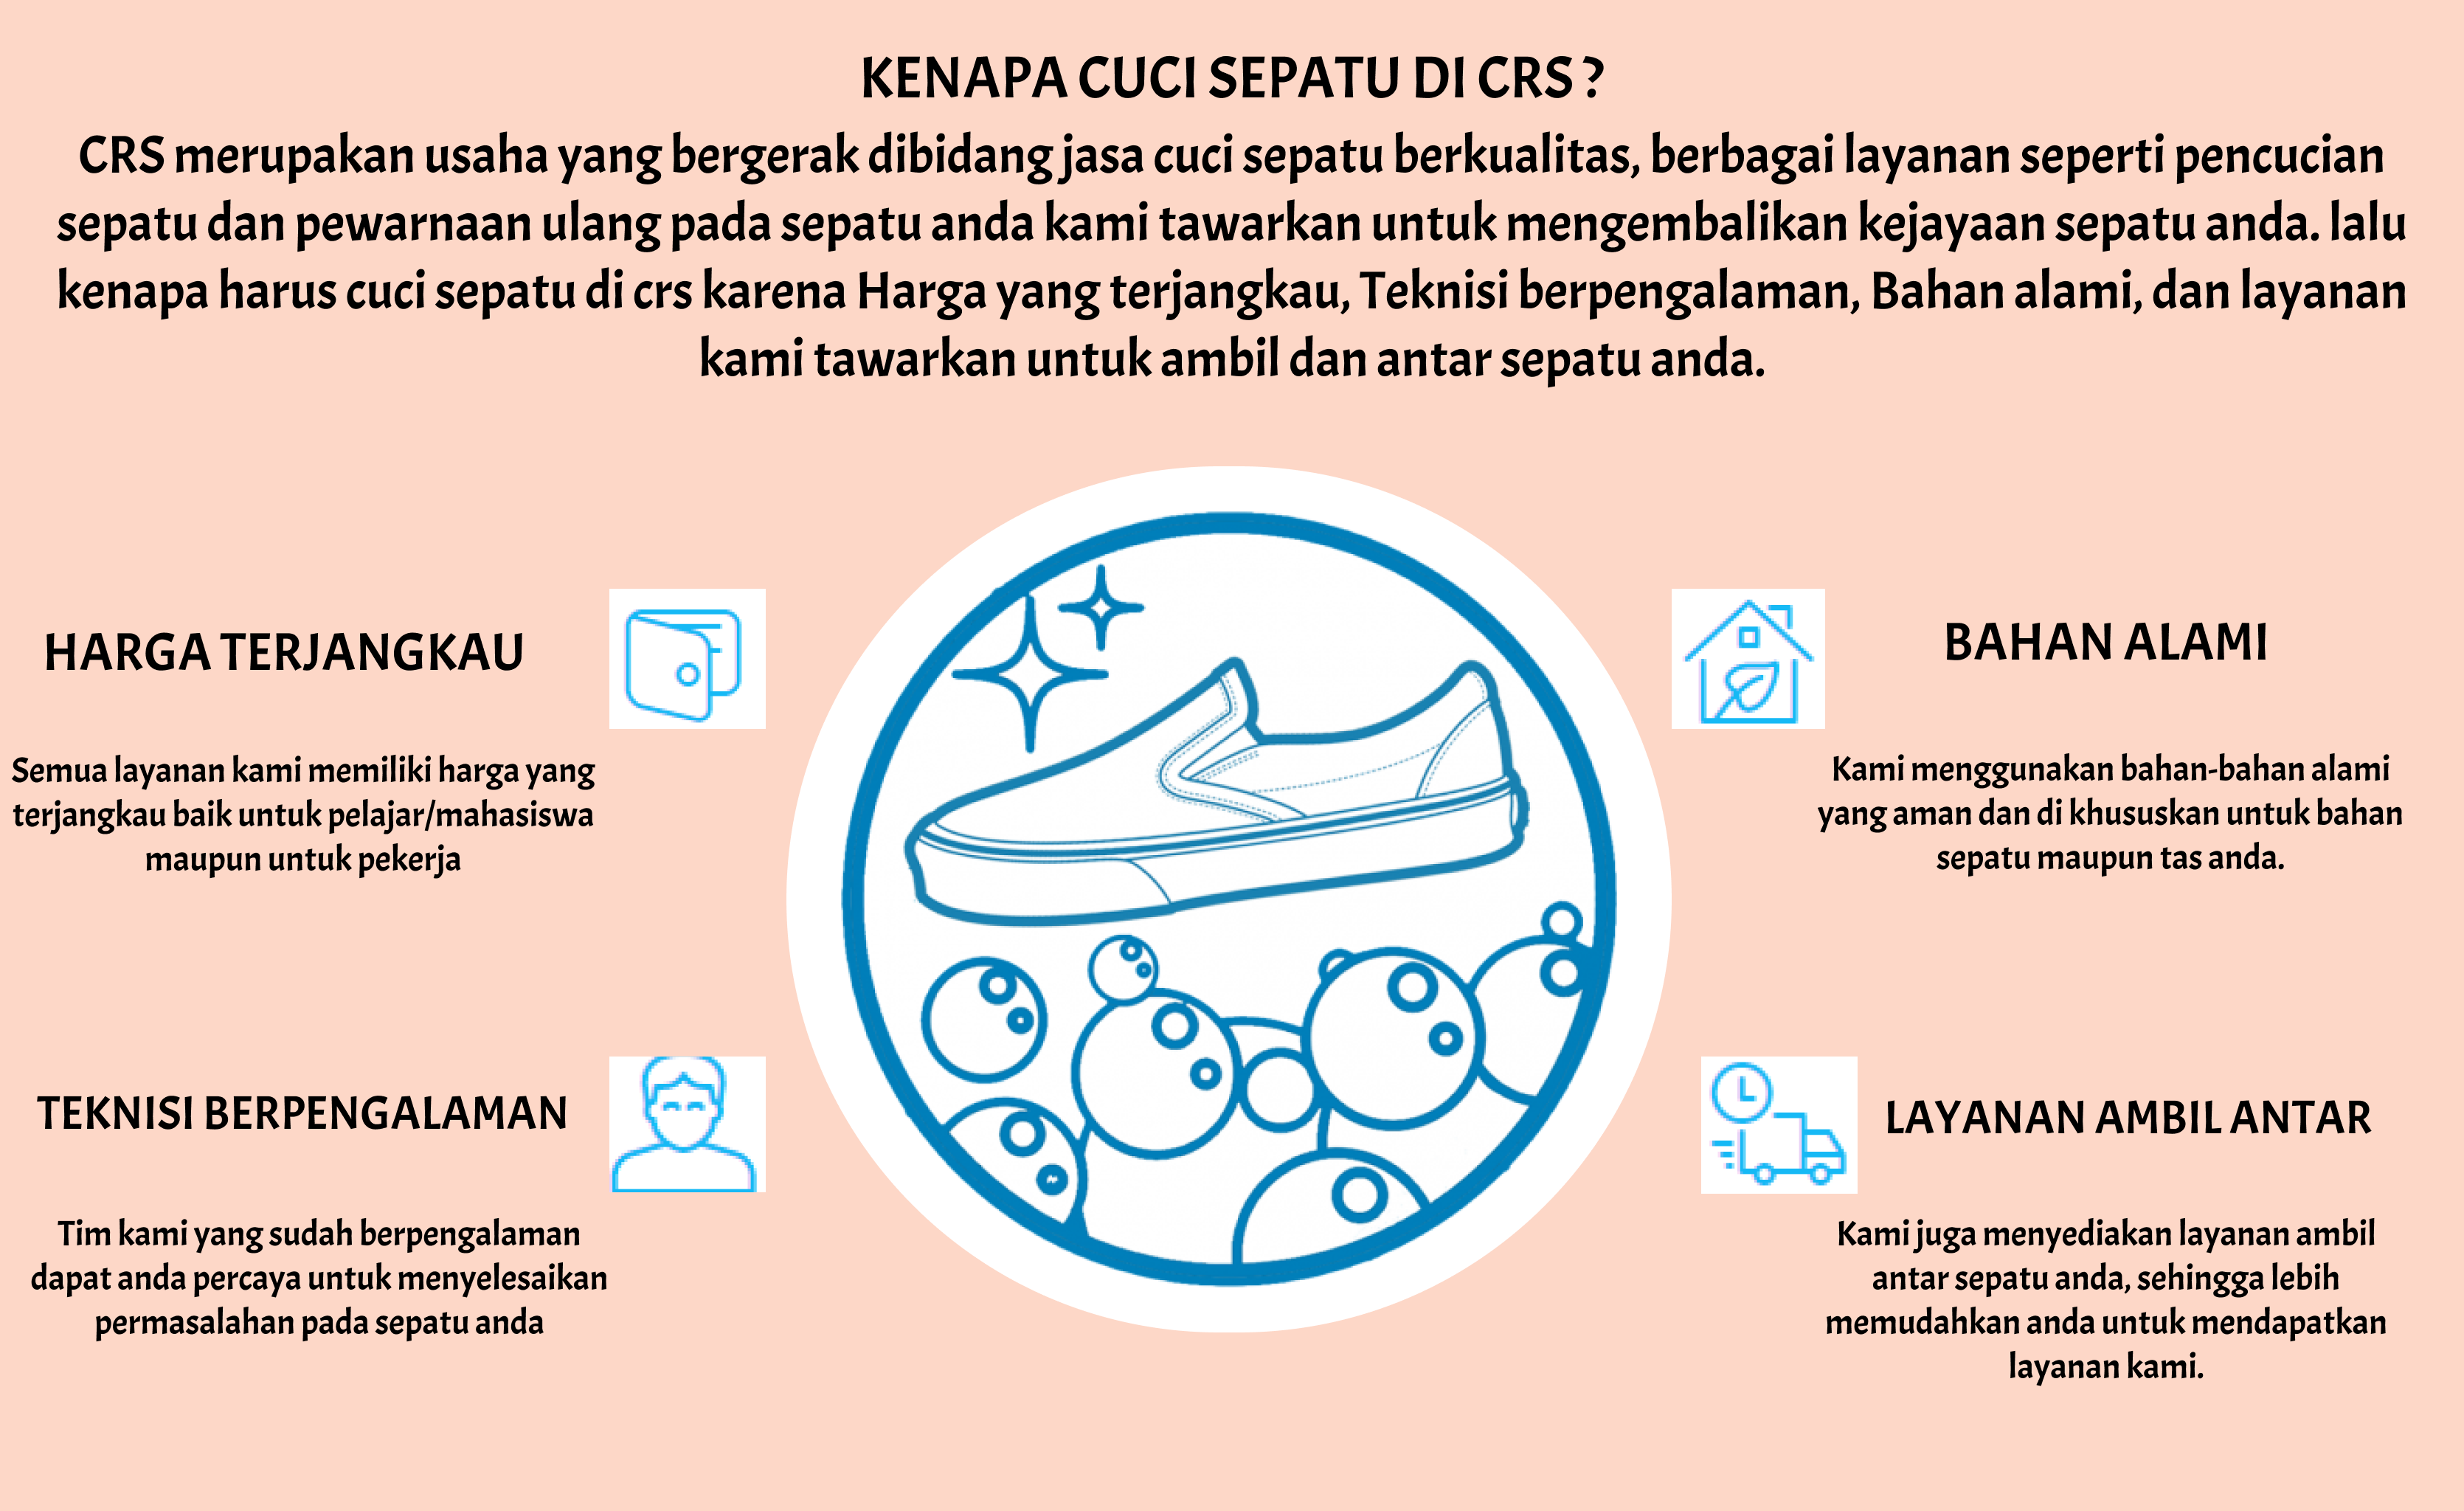 KENAPA CUCI SEPATU DI CRS ?
CRS merupakan usaha yang bergerak dibidang jasa cuci sepatu berkualitas, berbagai layanan seperti pencucian
sepatu dan pewarnaan ulang pada sepatu anda kami tawarkan untuk mengembalikan kejayaan sepatu anda. lalu
kenapa harus cuci sepatu di crs karena Harga yang terjangkau, Teknisi berpengalaman, Bahan alami, dan layanan
kami tawarkan untuk ambil dan antar sepatu anda.
HARGA TERJANGKAU
Semua layanan kami memiliki harga yang
terjangkau baik untuk pelajar/mahasiswa
maupun untuk pekerja
TEKNISI BERPENGALAMAN
Tim kami yang sudah berpengalaman
dapat anda percaya untuk menyelesaikan
permasalahan pada sepatu anda
BAHAN ALAMI
Kami menggunakan bahan-bahan alami
yang aman dan di khususkan untuk bahan
sepatu maupun tas anda.
LAYANAN AMBIL ANTAR
Kami juga menyediakan layanan ambil
antar sepatu anda, sehingga lebih
memudahkan anda untuk mendapatkan
layanan kami.